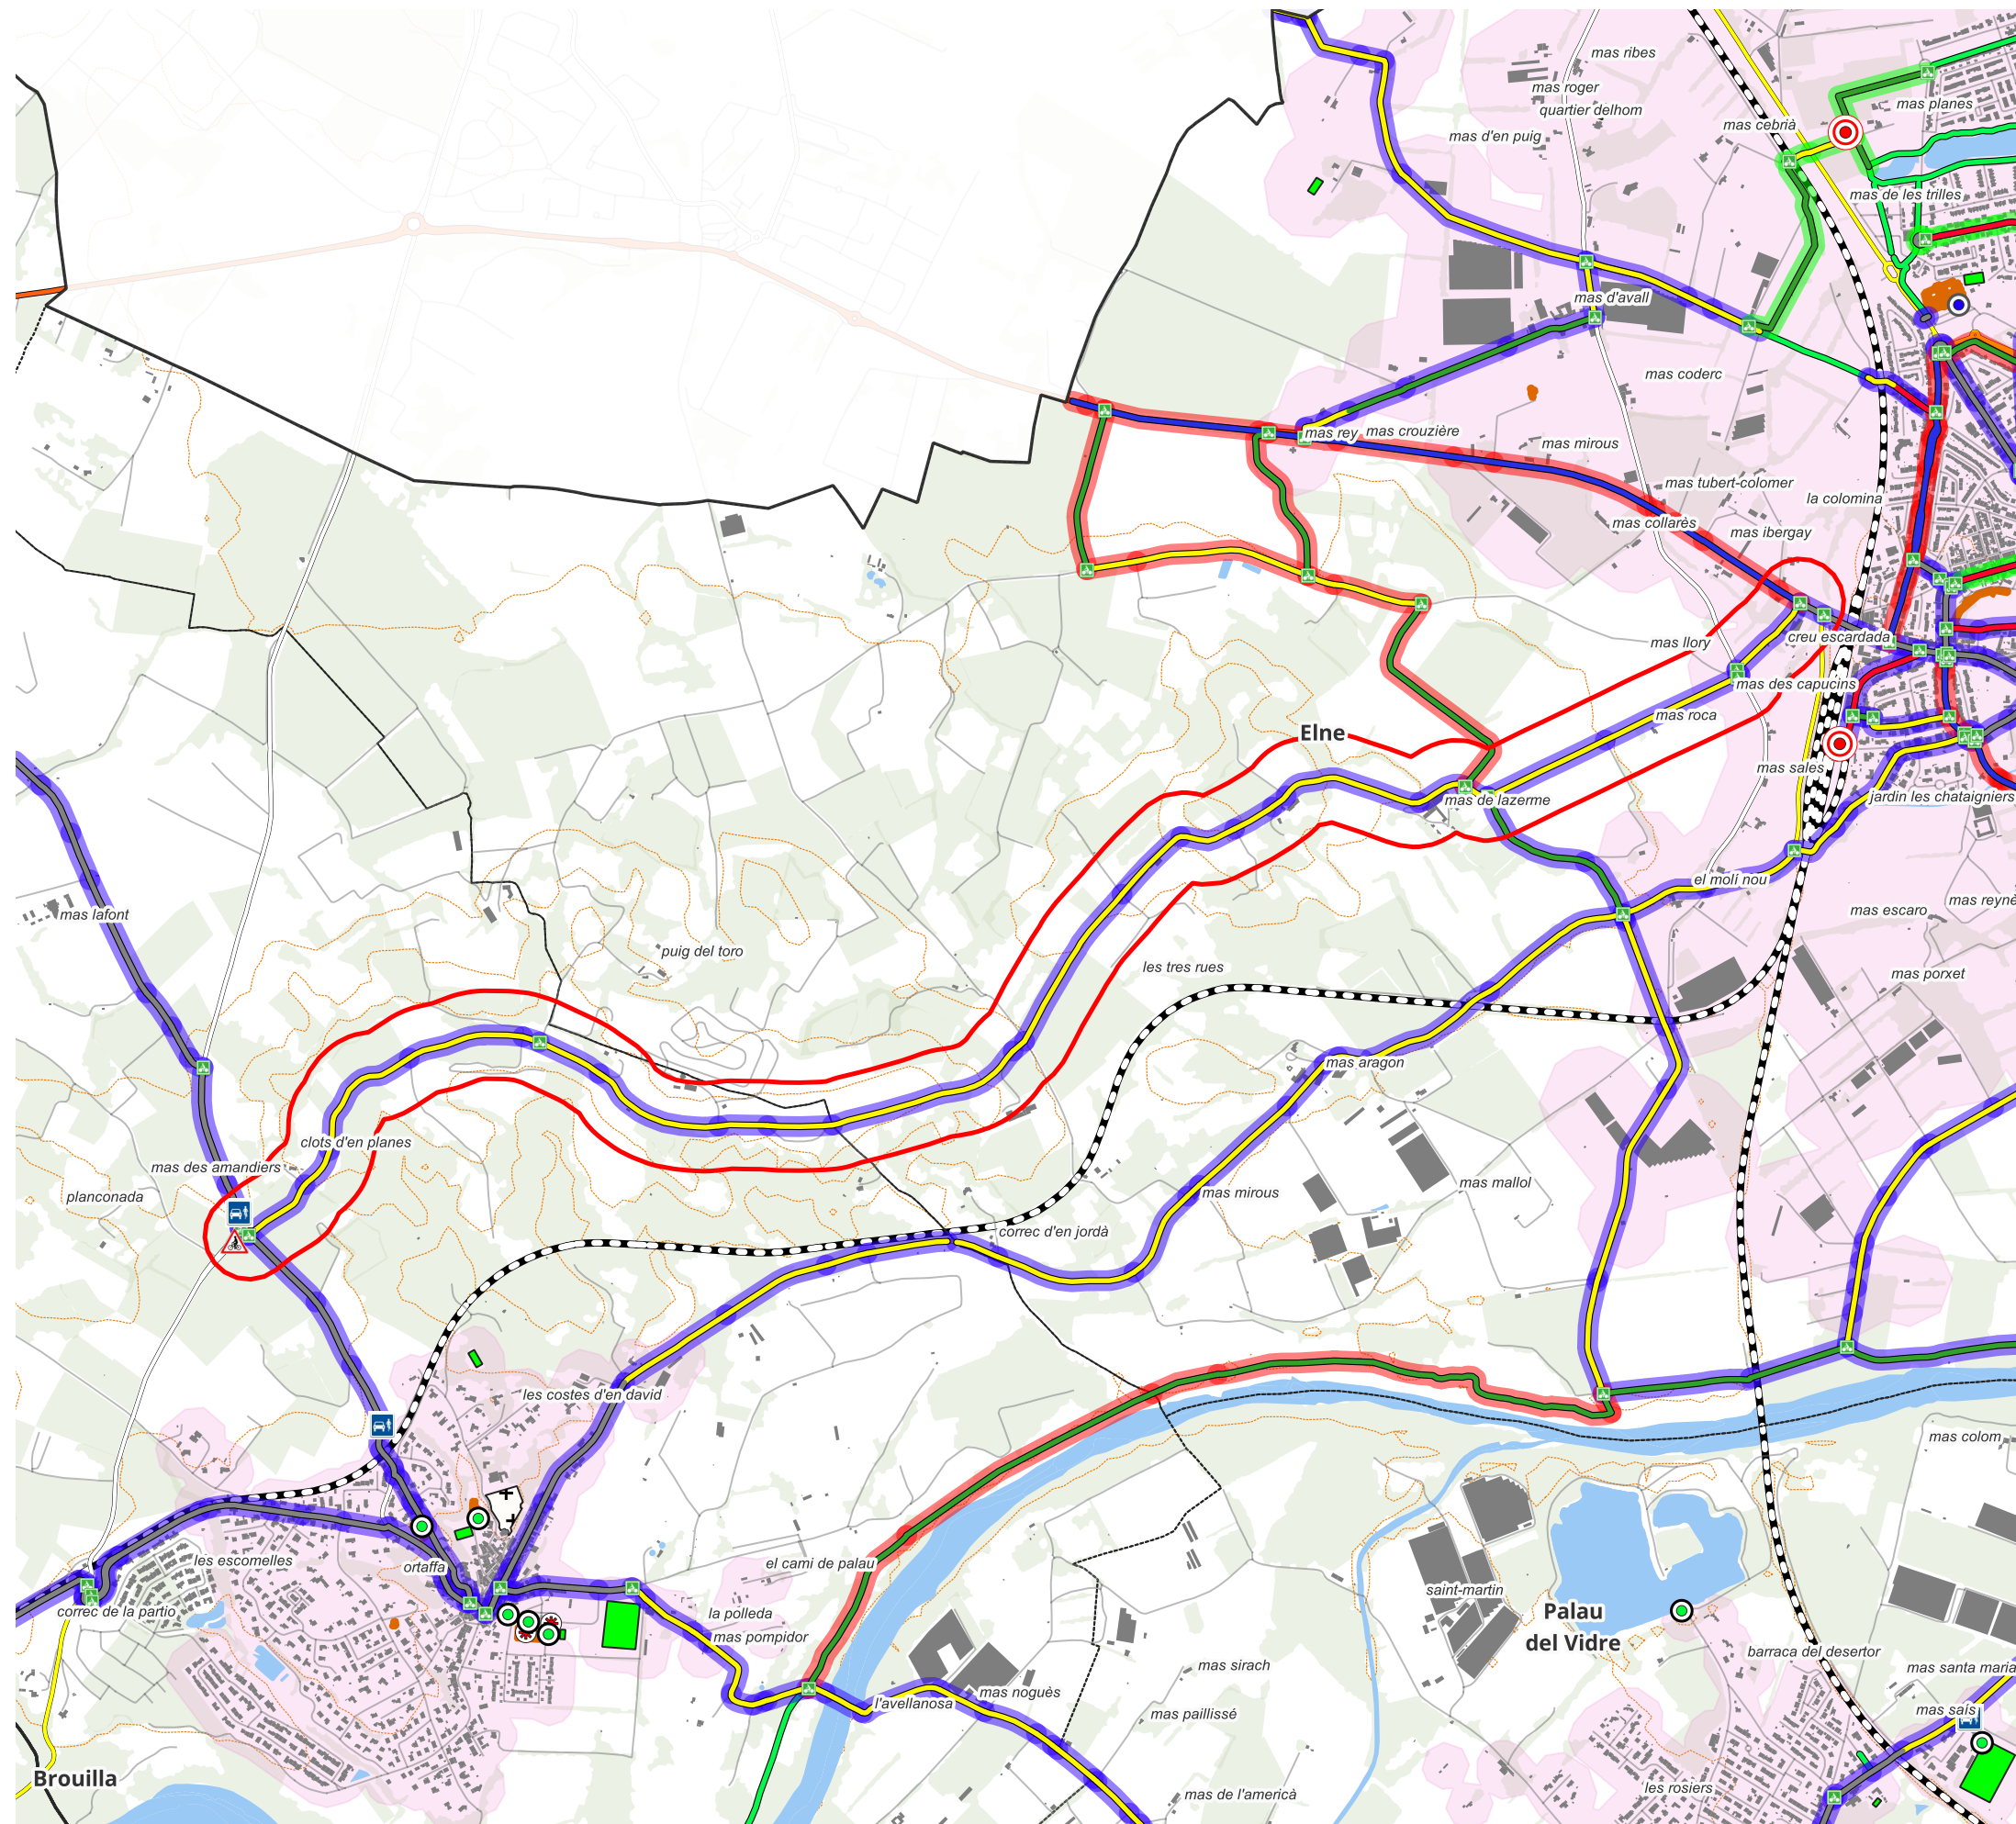 mas ribes
mas roger
quartier delhom
mas planes
mas cebrià
mas d'en puig
mas de les trilles
mas d'avall
mas coderc
mas rey
mas crouzière
mas mirous
mas tubert-colomer
la colomina
mas collarès
mas ibergay
creu escardada
mas llory
mas des capucins
mas roca
Elne
mas sales
mas de lazerme
jardin les chataigniers
el molí nou
mas reyné
mas escaro
mas lafont
puig del toro
les tres rues
mas porxet
mas aragon
clots d'en planes
mas des amandiers
planconada
mas mallol
mas mirous
correc d'en jordà
les costes d'en david
mas colom
les escomelles
ortaffa
el cami de palau
saint-martin
correc de la partio
la polleda
Palau
del Vidre
mas pompidor
barraca del desertor
mas sirach
mas santa maria
mas noguès
l'avellanosa
mas paillissé
mas saís
Brouilla
les rosiers
mas de l'americà